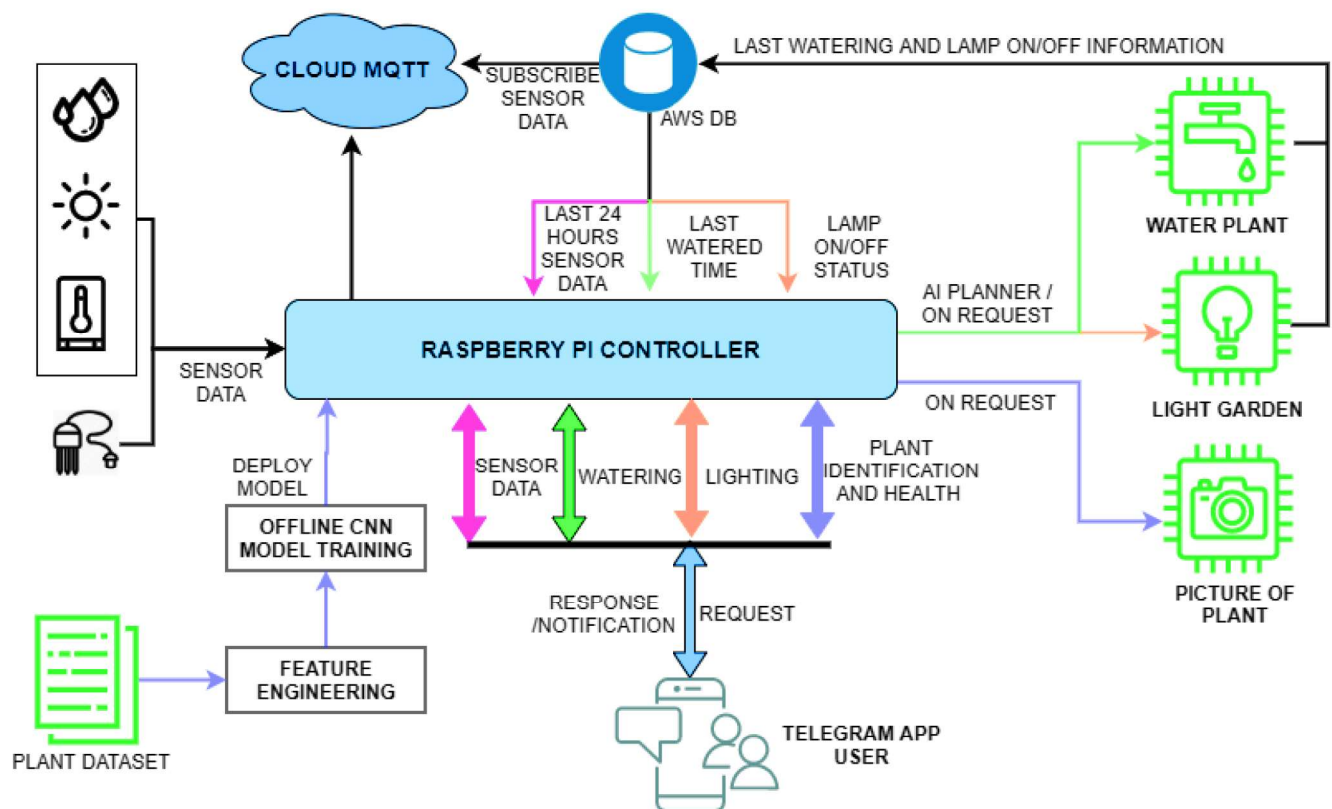 LAST WATERING AND LAMP ON/OFF INFORMATION
CLOUD MQTT
SUBSCRIBE
SENSOR
DATA
AWS DB
LAST 24
HOURS
SENSOR
DATA
LAST
WATERED
TIME
LAMP
ON/OFF
STATUS
WATER PLANT
AI PLANNER /
ON REQUEST
RASPBERRY PI CONTROLLER
SENSOR
DATA
LIGHT GARDEN
ON REQUEST
DEPLOY
MODEL
SENSOR
DATA
WATERING
LIGHTING
PLANT
IDENTIFICATION
AND HEALTH
OFFLINE CNN
MODEL TRAINING
PICTURE OF
PLANT
RESPONSE
/NOTIFICATION
REQUEST
FEATURE
ENGINEERING
PLANT DATASET
TELEGRAM APP
USER